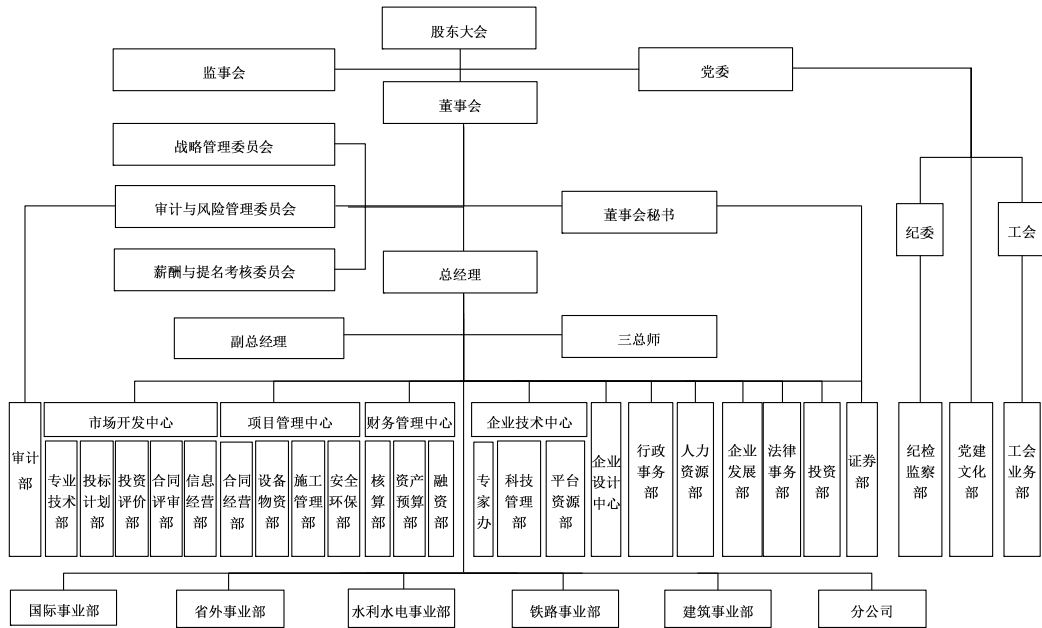 股东大会
监事会
党委
董事会
战略管理委员会
审计与风险管理委员会
董事会秘书
纪委
工会
薪酬与提名考核委员会
总经理
副总经理
三总师
审计
部
市场开发中心
专业
技术
部
投标
计划
部
投资
评价
部
合同
评审
部
信息
经营
部
项目管理中心
合同
经营
部
设备
物资
部
施工
管理
部
安全
环保
部
财务管理中心
核
算
部
资产
预算
部
融
资
部
企业技术中心
专
家
办
科技
管理
部
平台
资源
部
企业
设计
中心
行政
事务
部
人力
资源
部
企业
发展
部
法律
事务
部
投资
部
证券
部
纪检
监察
部
党建
文化
部
工会
业务
部
国际事业部
省外事业部
水利水电事业部
铁路事业部
建筑事业部
分公司